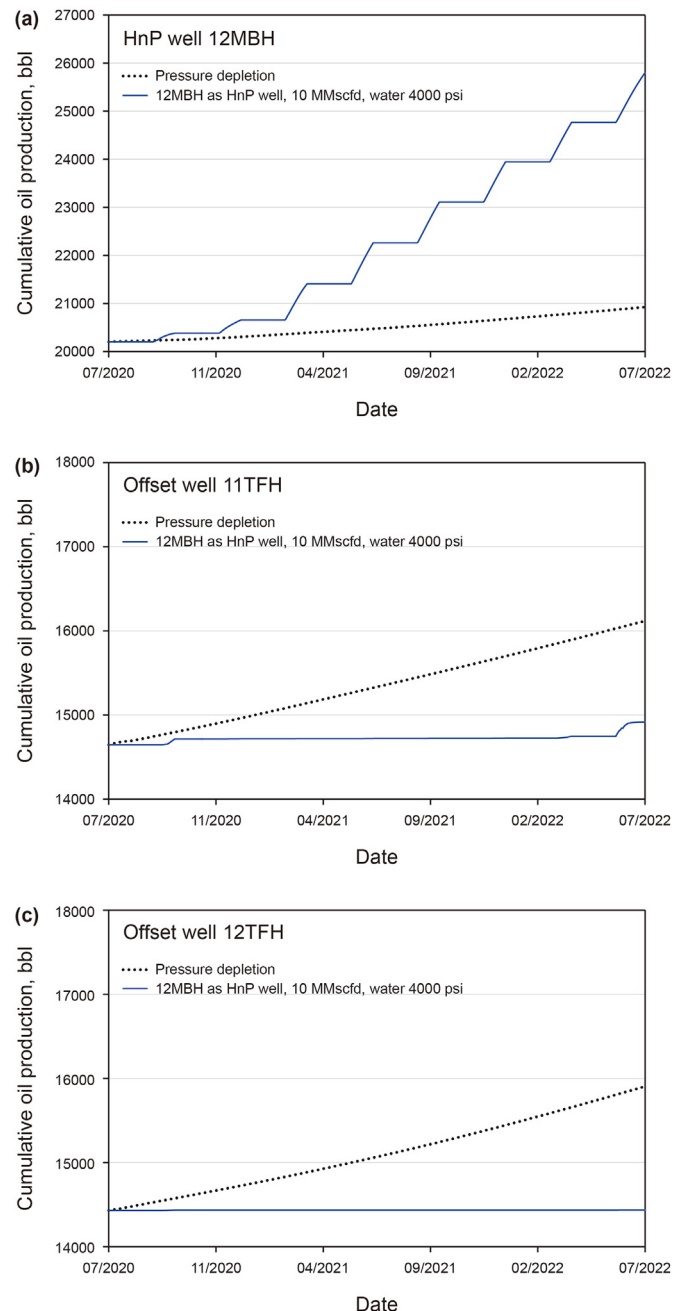 (a)
27000
HnP well 12MBH
26000
Pressure depletion
12MBH as HnP well, 10 MMscfd, water 4000 psi
25000
24000
23000
22000
21000
20000
Cumulative oil production, bbl
07/2020 11/2020 04/2021 09/2021 02/2022 07/2022
Date
(b)
18000
Offset well 11TFH
Pressure depletion
12MBH as HnP well, 10 MMscfd, water 4000 psi
17000
16000
15000
14000
Cumulative oil production, bbl
07/2020 11/2020 04/2021 09/2021 02/2022 07/2022
Date
(c)
18000
Offset well 12TFH
Pressure depletion
12MBH as HnP well, 10 MMscfd, water 4000 psi
17000
16000
15000
14000
Cumulative oil production, bbl
07/2020 11/2020 04/2021 09/2021 02/2022 07/2022
Date